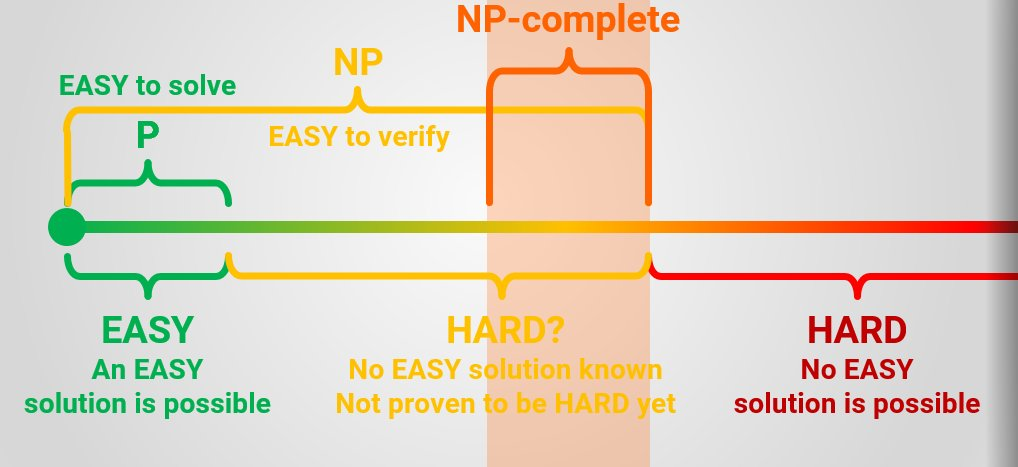 NP-complete
NP
EASY to solve
P
EASY to verify
EASY
An EASY
solution is possible
HARD?
No EASY solution known
Not proven to be HARD yet
HARD
No EASY
solution is possible